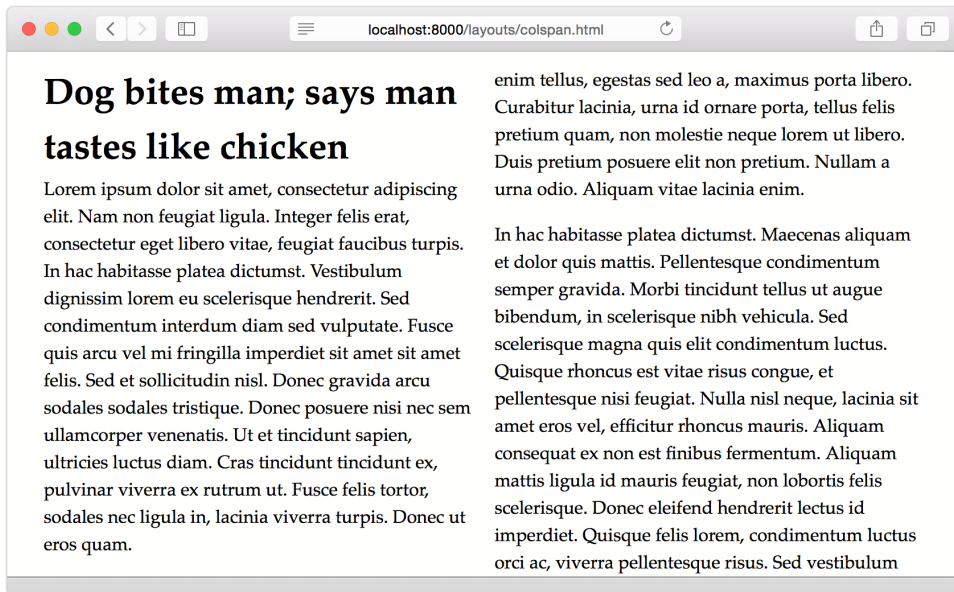 localhost:8000/layouts/colspan.html
Dog bites man; says man
tastes like chicken
Lorem ipsum dolor sit amet, consectetur adipiscing
elit. Nam non feugiat ligula. Integer felis erat,
consectetur eget libero vitae, feugiat faucibus turpis.
In hac habitasse platea dictumst. Vestibulum
dignissim lorem eu scelerisque hendrerit. Sed
condimentum interdum diam sed vulputate. Fusce
quis arcu vel mi fringilla imperdiet sit amet sit amet
felis. Sed et sollicitudin nisl. Donec gravida arcu
sodales sodales tristique. Donec posuere nisi nec sem
ullamcorper venenatis. Ut et tincidunt sapien,
ultricies luctus diam. Cras tincidunt tincidunt ex,
pulvinar viverra ex rutrum ut. Fusce felis tortor,
sodales nec ligula in, lacinia viverra turpis. Donec ut
eros quam.
enim tellus, egestas sed leo a, maximus porta libero.
Curabitur lacinia, urna id ornare porta, tellus felis
pretium quam, non molestie neque lorem ut libero.
Duis pretium posuere elit non pretium. Nullam a
urna odio. Aliquam vitae lacinia enim.
In hac habitasse platea dictumst. Maecenas aliquam
et dolor quis mattis. Pellentesque condimentum
semper gravida. Morbi tincidunt tellus ut augue
bibendum, in scelerisque nibh vehicula. Sed
scelerisque magna quis elit condimentum luctus.
Quisque rhoncus est vitae risus congue, et
pellentesque nisi feugiat. Nulla nisl neque, lacinia sit
amet eros vel, efficitur rhoncus mauris. Aliquam
consequat ex non est finibus fermentum. Aliquam
mattis ligula id mauris feugiat, non lobortis felis
scelerisque. Donec eleifend hendrerit lectus id
imperdiet. Quisque felis lorem, condimentum luctus
orci ac, viverra pellentesque risus. Sed vestibulum